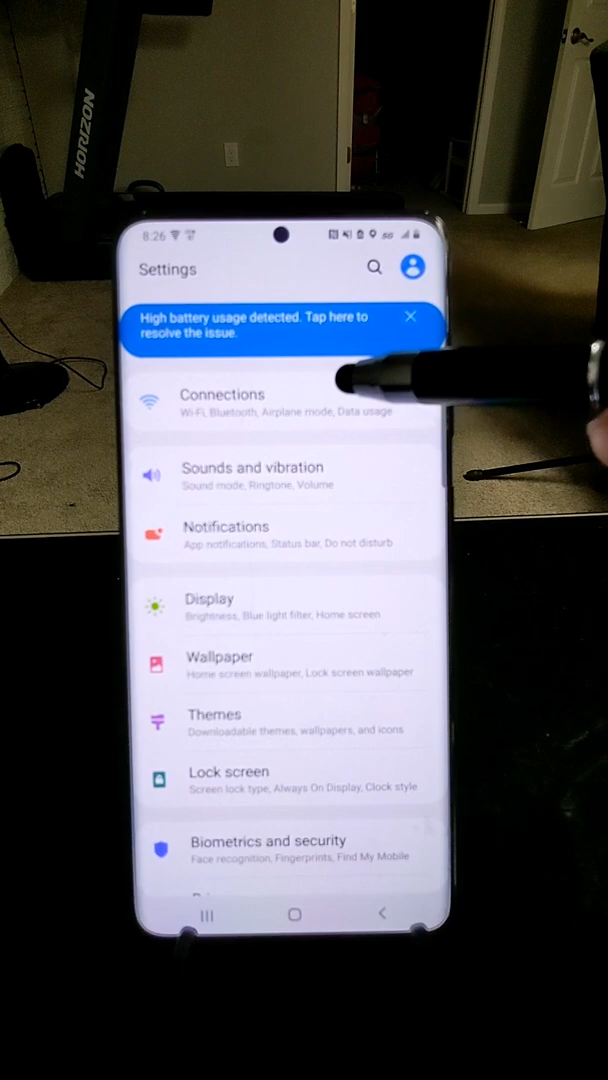 HORIZON
8:26
5G
Settings
High battery usage detected. Tap here to
resolve the issue.
Connections
Wi-Fi, Bluetooth, Airplane mode, Data usage
Sounds and vibration
Sound mode, Ringtone, Volume
Notifications
App notifications, Status bar, Do not disturb
Display
Brightness, Blue light filter, Home screen
Wallpaper
Home screen wallpaper, Lock screen wallpaper
Themes
Downloadable themes, wallpapers, and icons
Lock screen
Screen lock type, Always On Display, Clock style
Biometrics and security
Face recognition, Fingerprints, Find My Mobile